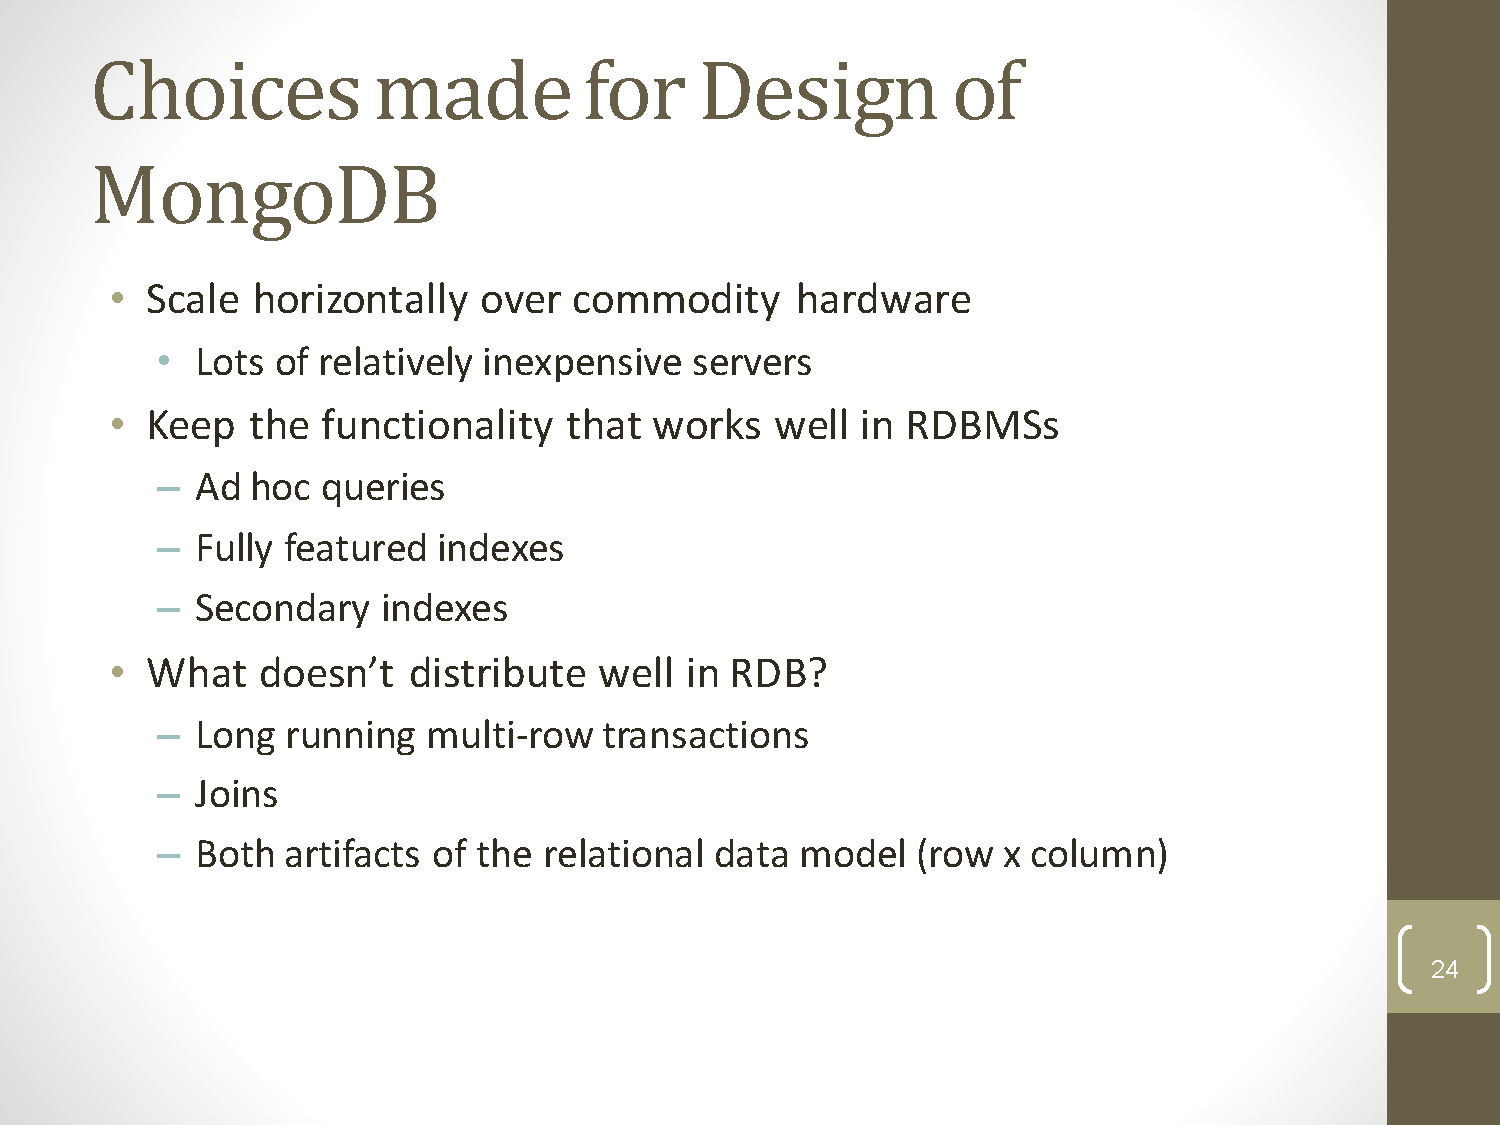 Choices made for Design of
MongoDB
• Scale horizontally over commodity hardware
• Lots of relatively inexpensive servers
• Keep the functionality that works well in RDBMSs
– Ad hoc queries
– Fully featured indexes
– Secondary indexes
• What doesn’t distribute well in RDB?
– Long running multi-row transactions
– Joins
– Both artifacts of the relational data model (row x column)
24